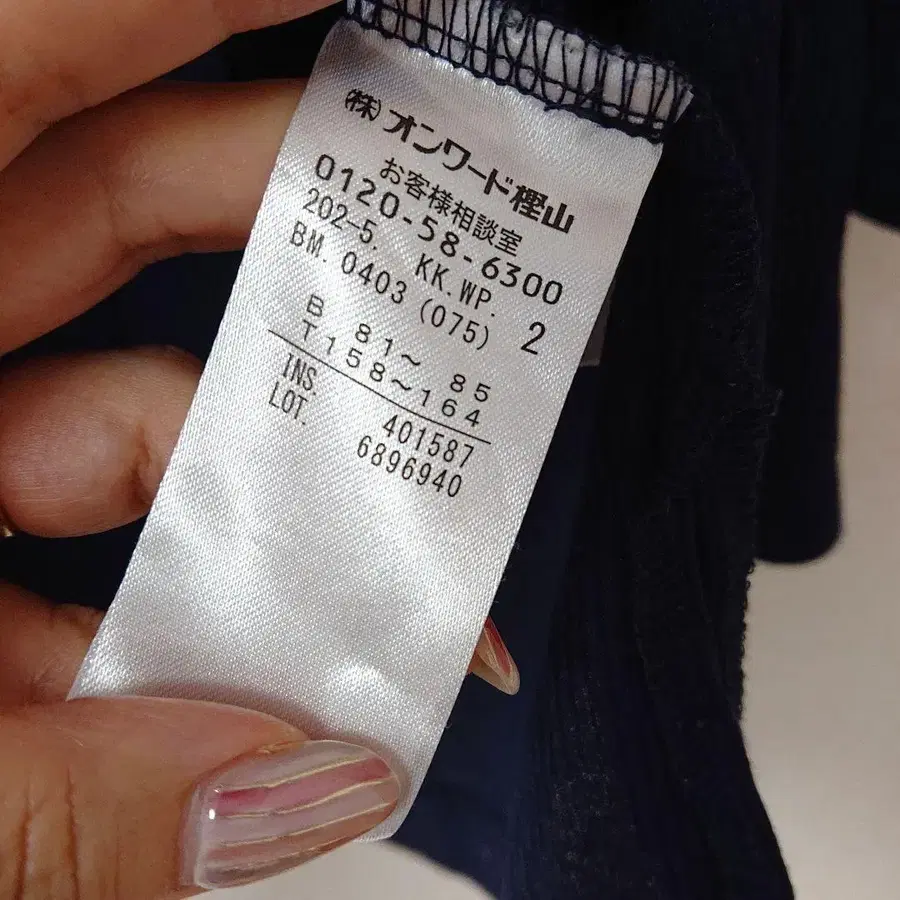 (株)オンワード樫山
お客様相談室
0120-58-6300
202-5. KK.WP.
BM. 0403 (075) 2
B 81～ 85
T158～164
INS. 401587
LOT. 6896940